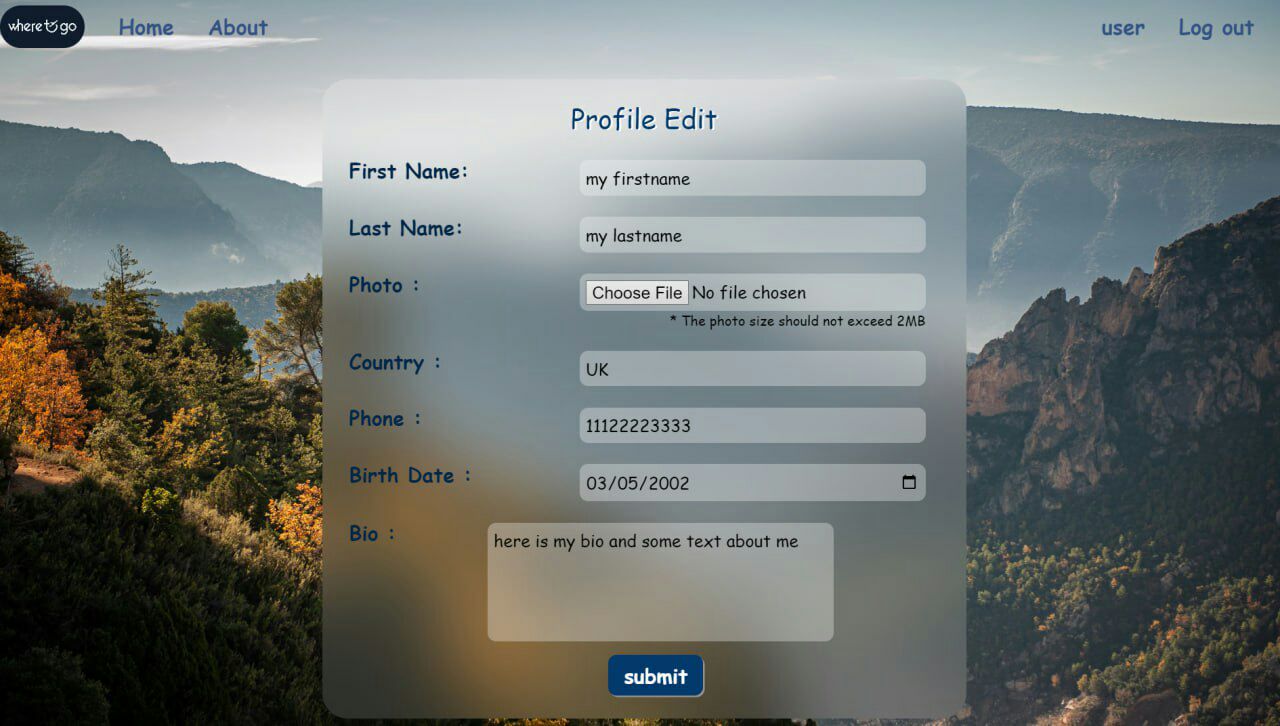 where to go
Home
About
user
Log out
Profile Edit
First Name:
my firstname
Last Name:
my lastname
Photo :
Choose File No file chosen
* The photo size should not exceed 2MB
Country :
UK
Phone :
11122223333
Birth Date :
03/05/2002
Bio :
here is my bio and some text about me
submit